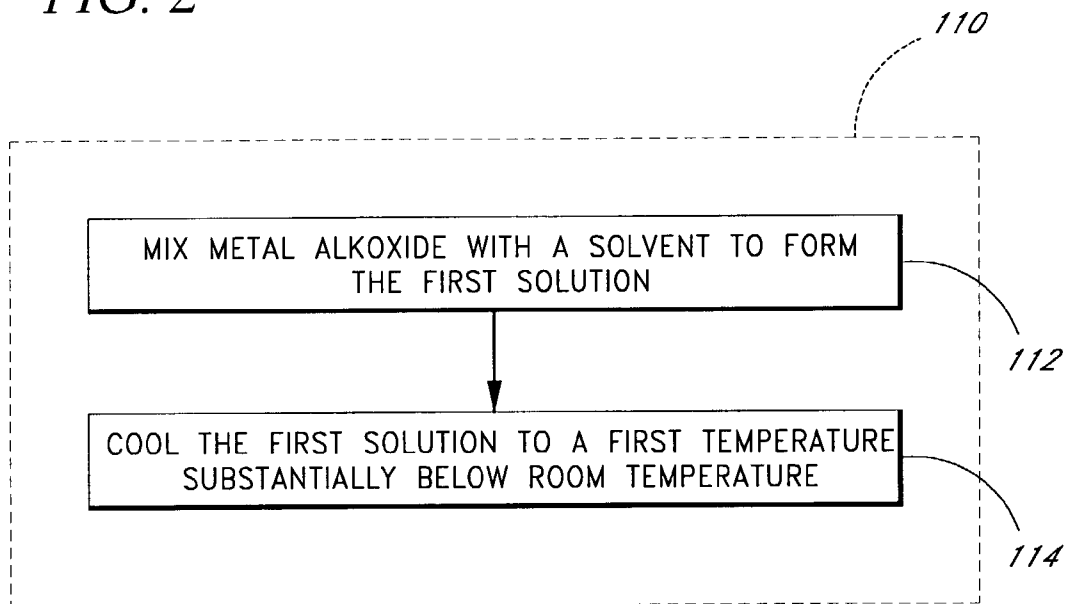 FIG. 2
110
MIX METAL ALKOXIDE WITH A SOLVENT TO FORM
THE FIRST SOLUTION
112
COOL THE FIRST SOLUTION TO A FIRST TEMPERATURE
SUBSTANTIALLY BELOW ROOM TEMPERATURE
114